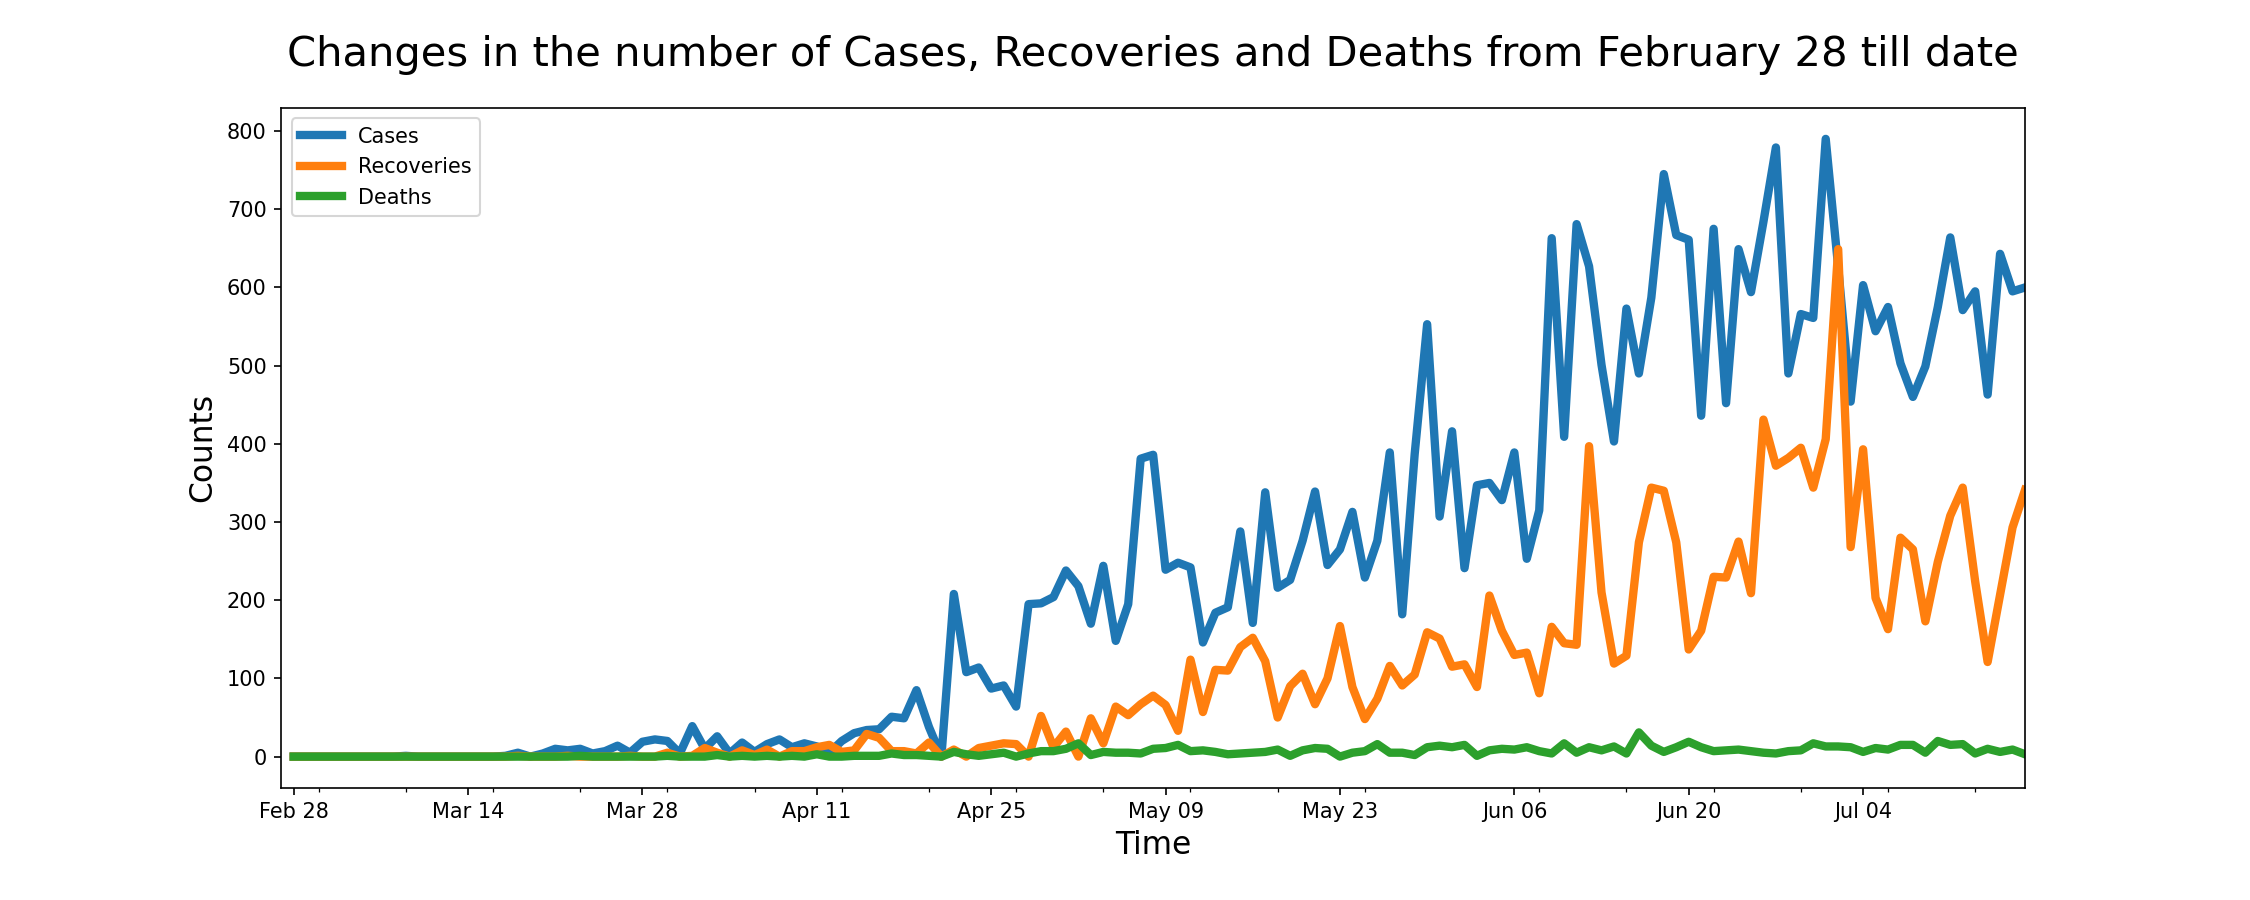 Changes in the number of Cases, Recoveries and Deaths from February 28 till date
Cases
Recoveries
Deaths
800
700
600
500
400
300
200
100
0
Counts
Feb 28 Mar 14 Mar 28 Apr 11 Apr 25 May 09 May 23 Jun 06 Jun 20 Jul 04
Time